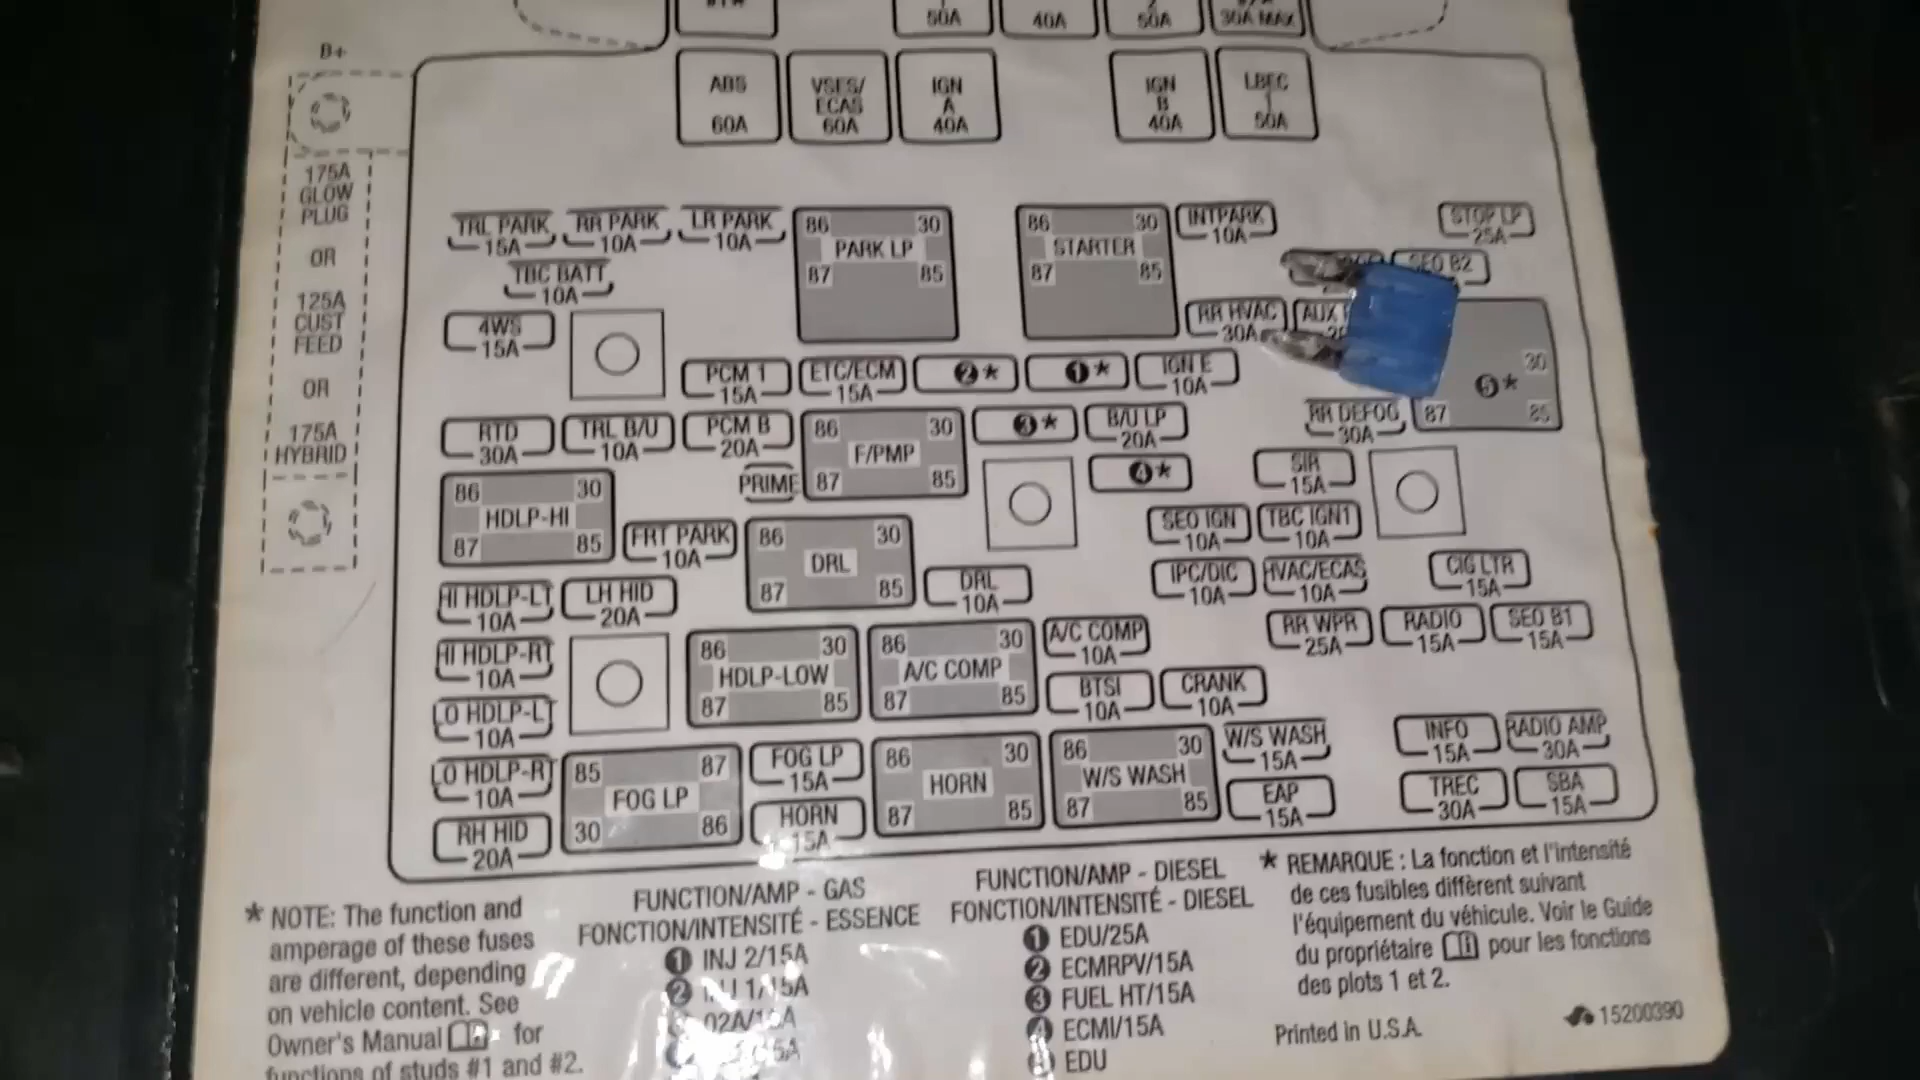 50A
40A
50A
30A MAX
B+
ABS
60A
VSES/
ECAS
60A
IGN
A
40A
IGN
B
40A
LBEC
1
50A
175A
GLOW
PLUG
OR
125A
CUST
FEED
OR
175A
HYBRID
TRL PARK
15A
RR PARK
10A
LR PARK
10A
86 30
PARK LP
87 85
86 30
STARTER
87 85
INTPARK
10A
STOP LP
25A
TBC BATT
10A
SEO B2
4WS
15A
RR HVAC
30A
AUX
PCM 1
15A
ETC/ECM
15A
2*
1*
IGN E
10A
30
5*
87 85
RR DEFOG
30A
RTD
30A
TRL B/U
10A
PCM B
20A
86 30
F/PMP
87 85
3*
B/U LP
20A
PRIME
4*
SIR
15A
86 30
HDLP-HI
87 85
FRT PARK
10A
86 30
DRL
87 85
SEO IGN
10A
TBC IGN1
10A
HI HDLP-LT
10A
LH HID
20A
DRL
10A
IPC/DIC
10A
HVAC/ECAS
10A
CIG LTR
15A
HI HDLP-RT
10A
86 30
HDLP-LOW
87 85
86 30
A/C COMP
87 85
A/C COMP
10A
RR WPR
25A
RADIO
15A
SEO B1
15A
LO HDLP-LT
10A
BTSI
10A
CRANK
10A
LO HDLP-RT
10A
85 87
FOG LP
30 86
FOG LP
15A
86 30
HORN
87 85
86 30
W/S WASH
87 85
W/S WASH
15A
INFO
15A
RADIO AMP
30A
RH HID
20A
HORN
15A
EAP
15A
TREC
30A
SBA
15A
* NOTE: The function and
amperage of these fuses
are different, depending
on vehicle content. See
Owner's Manual for
functions of studs #1 and #2.
FUNCTION/AMP - GAS
FONCTION/INTENSITÉ - ESSENCE
1 INJ 2/15A
2 INJ 1/15A
02A/15A
FUNCTION/AMP - DIESEL
FONCTION/INTENSITÉ - DIESEL
1 EDU/25A
2 ECMRPV/15A
3 FUEL HT/15A
4 ECMI/15A
5 EDU
* REMARQUE : La fonction et l'intensité
de ces fusibles diffèrent suivant
l'équipement du véhicule. Voir le Guide
du propriétaire pour les fonctions
des plots 1 et 2.
Printed in U.S.A.
15200390